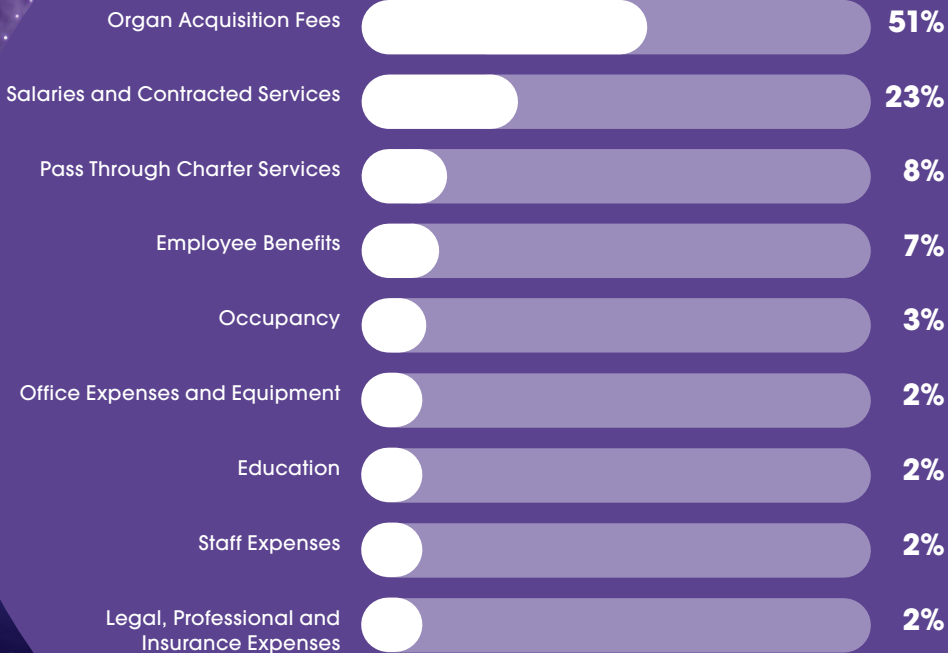 Organ Acquisition Fees 51%
Salaries and Contracted Services 23%
Pass Through Charter Services 8%
Employee Benefits 7%
Occupancy 3%
Office Expenses and Equipment 2%
Education 2%
Staff Expenses 2%
Legal, Professional and 2%
Insurance Expenses